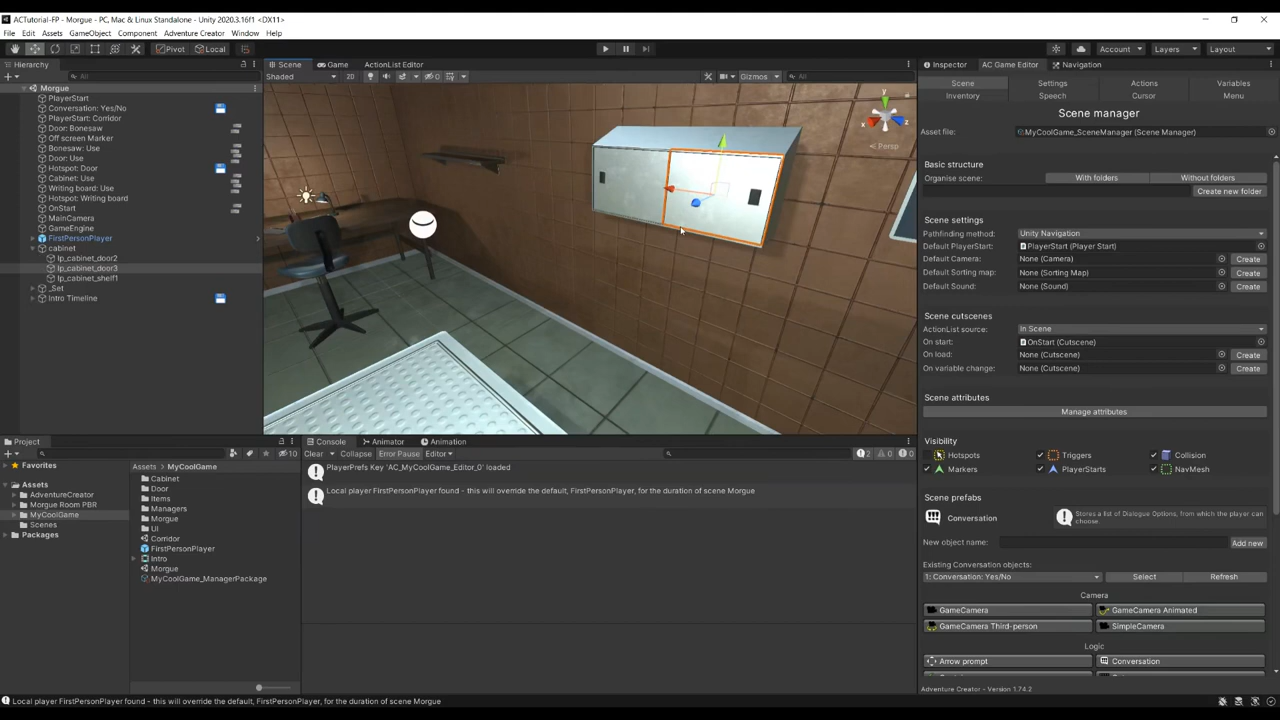 ACTutorial-FP - Morgue - PC, Mac & Linux Standalone - Unity 2020.3.16f1 <DX11>
File Edit Assets GameObject Component Adventure Creator Window Help
Pivot Local Account Layers Layout
Hierarchy
All
Morgue
PlayerStart
Conversation: Yes/No
PlayerStart: Corridor
Door: Bonesaw
Off screen Marker
Bonesaw: Use
Door: Use
Hotspot: Door
Cabinet: Use
Writing board: Use
Hotspot: Writing board
OnStart
MainCamera
GameEngine
FirstPersonPlayer
cabinet
lp_cabinet_door2
lp_cabinet_door3
lp_cabinet_shelf1
_Set
Intro Timeline
Scene Game ActionList Editor
Shaded 2D Gizmos All
y
x
z
Persp
Inspector AC Game Editor Navigation
Scene Settings Actions Variables
Inventory Speech Cursor Menu
Scene manager
Asset file: MyCoolGame_SceneManager (Scene Manager)
Basic structure
Organise scene: With folders Without folders
Create new folder
Scene settings
Pathfinding method: Unity Navigation
Default PlayerStart: PlayerStart (Player Start)
Default Camera: None (Camera) Create
Default Sorting map: None (Sorting Map) Create
Default Sound: None (Sound) Create
Scene cutscenes
ActionList source: In Scene
On start: OnStart (Cutscene)
On load: None (Cutscene) Create
On variable change: None (Cutscene) Create
Scene attributes
Manage attributes
Visibility
Hotspots Triggers Collision
Markers PlayerStarts NavMesh
Scene prefabs
Conversation Stores a list of Dialogue Options, from which the player can
choose.
New object name: Add new
Existing Conversation objects:
1: Conversation: Yes/No Select Refresh
Camera
GameCamera GameCamera Animated
GameCamera Third-person SimpleCamera
Logic
Arrow prompt Conversation
Adventure Creator - Version 1.74.2
Project
10
Favorites
Assets
AdventureCreator
Morgue Room PBR
MyCoolGame
Scenes
Packages
Assets > MyCoolGame
Cabinet
Door
Items
Managers
Morgue
UI
Corridor
FirstPersonPlayer
Intro
Morgue
MyCoolGame_ManagerPackage
Console Animator Animation
Clear Collapse Error Pause Editor 2 0 0
PlayerPrefs Key 'AC_MyCoolGame_Editor_0' loaded
Local player FirstPersonPlayer found - this will override the default, FirstPersonPlayer, for the duration of scene Morgue
Local player FirstPersonPlayer found - this will override the default, FirstPersonPlayer, for the duration of scene Morgue